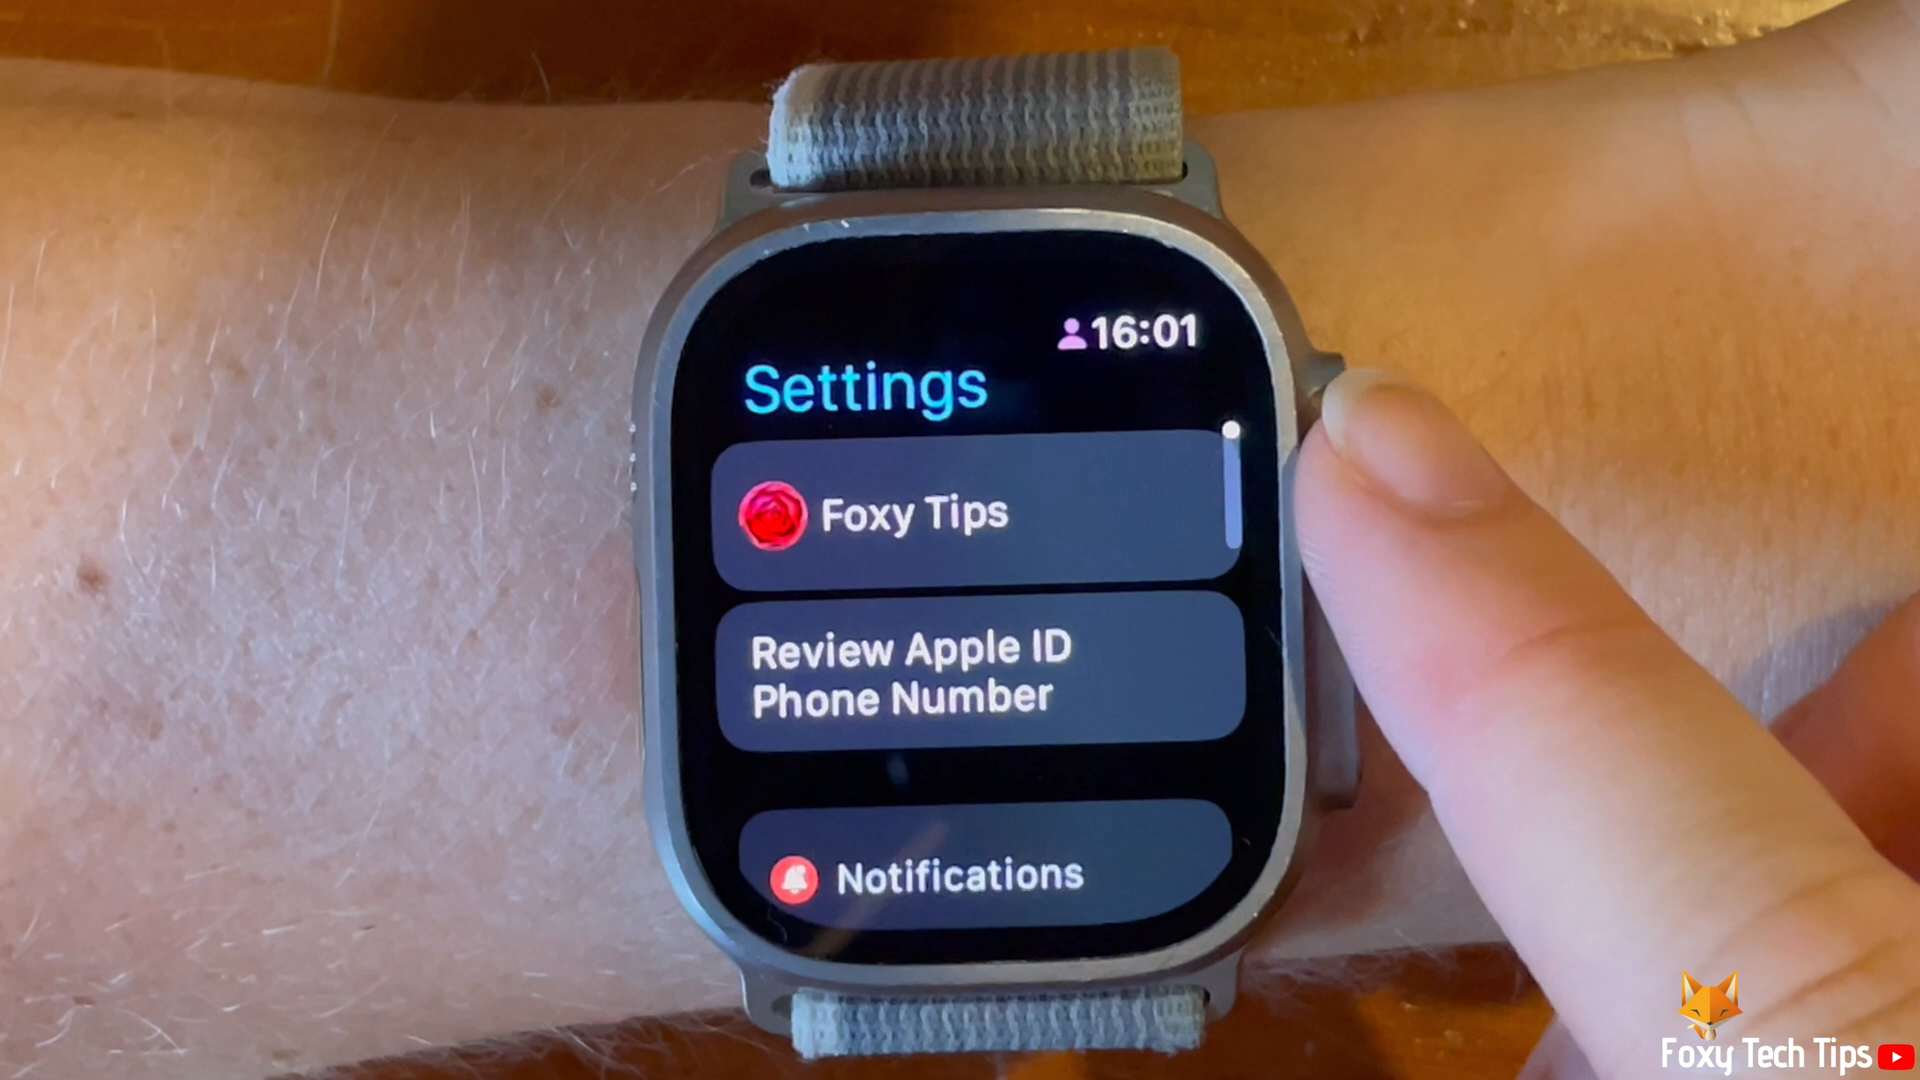 16:01
Settings
Foxy Tips
Review Apple ID
Phone Number
Notifications
Foxy Tech Tips